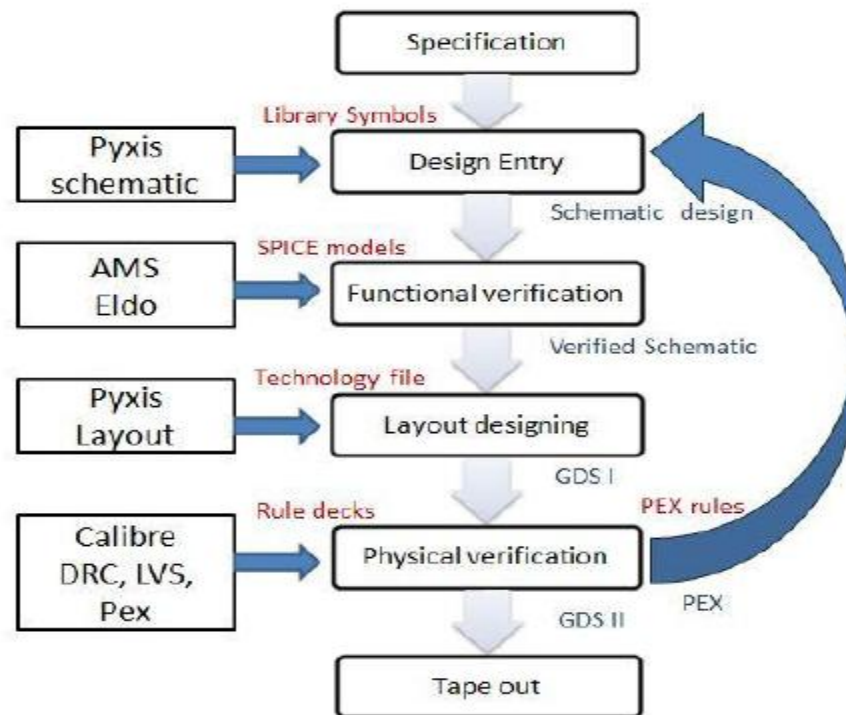 Specification
Library Symbols
Pyxis
schematic
Design Entry
Schematic design
SPICE models
AMS
Eldo
Functional verification
Verified Schematic
Technology file
Pyxis
Layout
Layout designing
GDS I
Rule decks
PEX rules
Calibre
DRC, LVS,
Pex
Physical verification
PEX
GDS II
Tape out